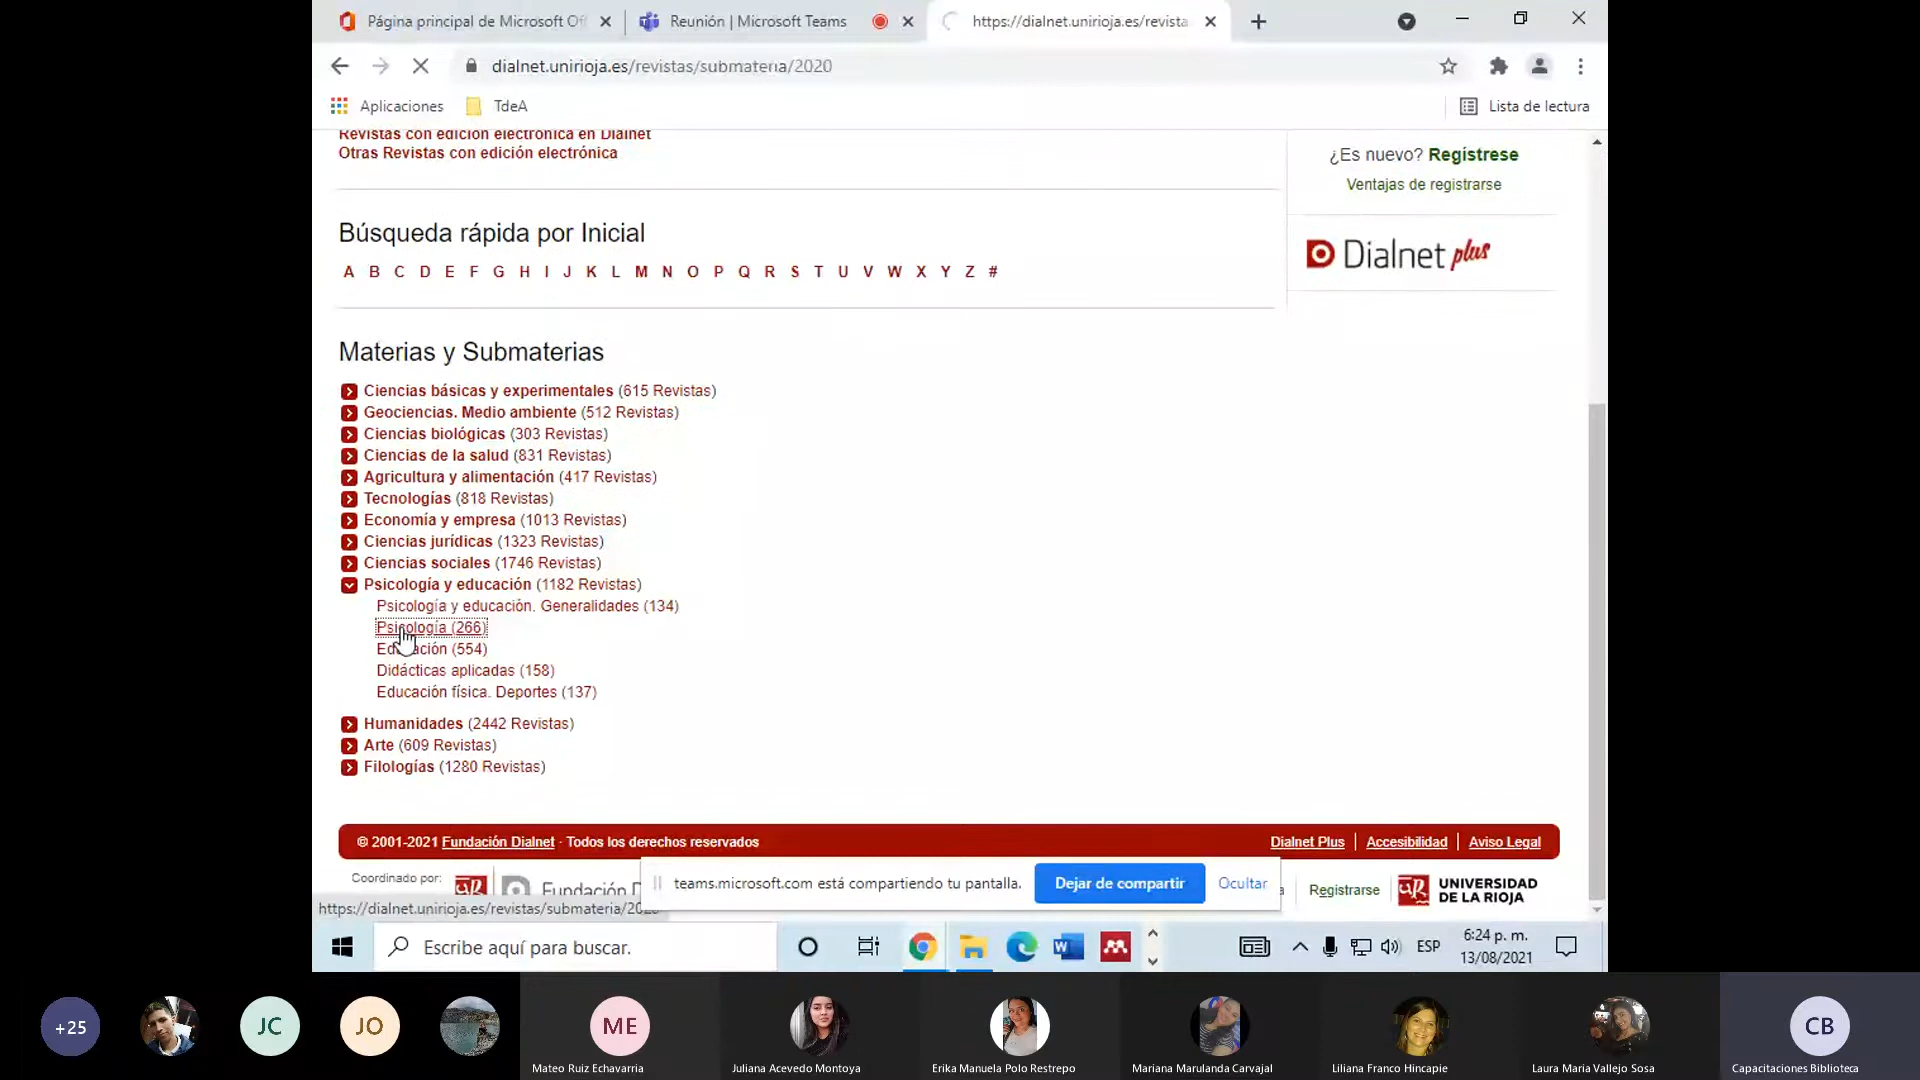 Página principal de Microsoft Of
Reunión | Microsoft Teams
https://dialnet.unirioja.es/revista
dialnet.unirioja.es/revistas/submateria/2020
Aplicaciones
TdeA
Lista de lectura
Revistas con edición electrónica en Dialnet
Otras Revistas con edición electrónica
¿Es nuevo? Regístrese
Ventajas de registrarse
Dialnet plus
Búsqueda rápida por Inicial
A B C D E F G H I J K L M N O P Q R S T U V W X Y Z #
Materias y Submaterias
Ciencias básicas y experimentales (615 Revistas)
Geociencias. Medio ambiente (512 Revistas)
Ciencias biológicas (303 Revistas)
Ciencias de la salud (831 Revistas)
Agricultura y alimentación (417 Revistas)
Tecnologías (818 Revistas)
Economía y empresa (1013 Revistas)
Ciencias jurídicas (1323 Revistas)
Ciencias sociales (1746 Revistas)
Psicología y educación (1182 Revistas)
Psicología y educación. Generalidades (134)
Psicología (266)
Educación (554)
Didácticas aplicadas (158)
Educación física. Deportes (137)
Humanidades (2442 Revistas)
Arte (609 Revistas)
Filologías (1280 Revistas)
© 2001-2021 Fundación Dialnet · Todos los derechos reservados
Dialnet Plus
Accesibilidad
Aviso Legal
Coordinado por:
Fundación D
teams.microsoft.com está compartiendo tu pantalla.
Dejar de compartir
Ocultar
Registrarse
UNIVERSIDAD
DE LA RIOJA
https://dialnet.unirioja.es/revistas/submateria/2020
Escribe aquí para buscar.
ESP
6:24 p. m.
13/08/2021
+25
JC
JO
ME
CB
Mateo Ruiz Echavarria
Juliana Acevedo Montoya
Erika Manuela Polo Restrepo
Mariana Marulanda Carvajal
Liliana Franco Hincapie
Laura Maria Vallejo Sosa
Capacitaciones Biblioteca